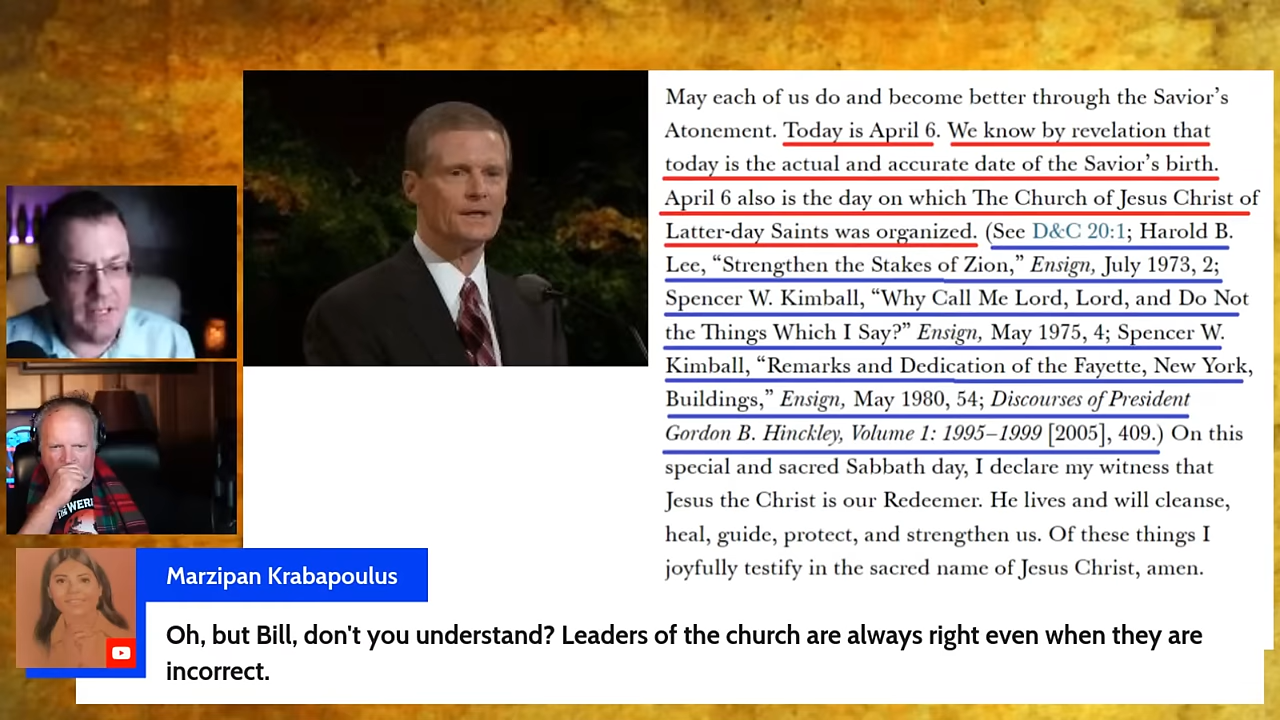 May each of us do and become better through the Savior's
Atonement. Today is April 6. We know by revelation that
today is the actual and accurate date of the Savior's birth.
April 6 also is the day on which The Church of Jesus Christ of
Latter-day Saints was organized. (See D&C 20:1; Harold B.
Lee, “Strengthen the Stakes of Zion,” Ensign, July 1973, 2;
Spencer W. Kimball, “Why Call Me Lord, Lord, and Do Not
the Things Which I Say?” Ensign, May 1975, 4; Spencer W.
Kimball, “Remarks and Dedication of the Fayette, New York,
Buildings,” Ensign, May 1980, 54; Discourses of President
Gordon B. Hinckley, Volume 1: 1995–1999 [2005], 409.) On this
special and sacred Sabbath day, I declare my witness that
Jesus the Christ is our Redeemer. He lives and will cleanse,
heal, guide, protect, and strengthen us. Of these things I
joyfully testify in the sacred name of Jesus Christ, amen.
Marzipan Krabapoulus
Oh, but Bill, don't you understand? Leaders of the church are always right even when they are
incorrect.